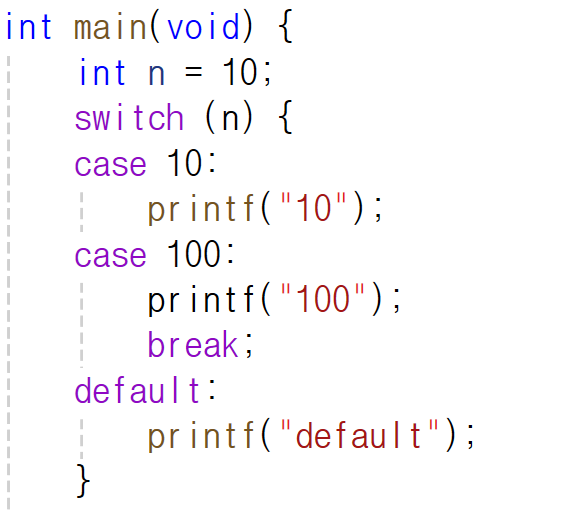 int main(void) {
    int n = 10;
    switch (n) {
    case 10:
        printf("10");
    case 100:
        printf("100");
        break;
    default:
        printf("default");
    }